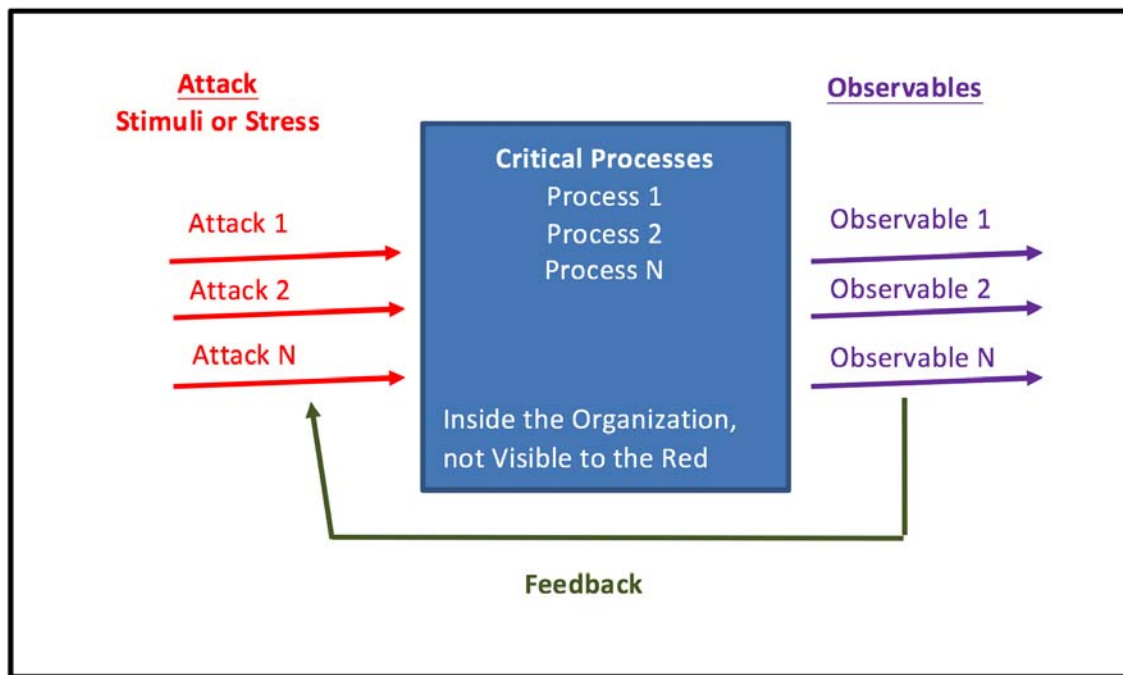 Attack
Stimuli or Stress
Observables
Critical Processes
Process 1
Process 2
Process N
Attack 1
Attack 2
Attack N
Observable 1
Observable 2
Observable N
Inside the Organization,
not Visible to the Red
Feedback